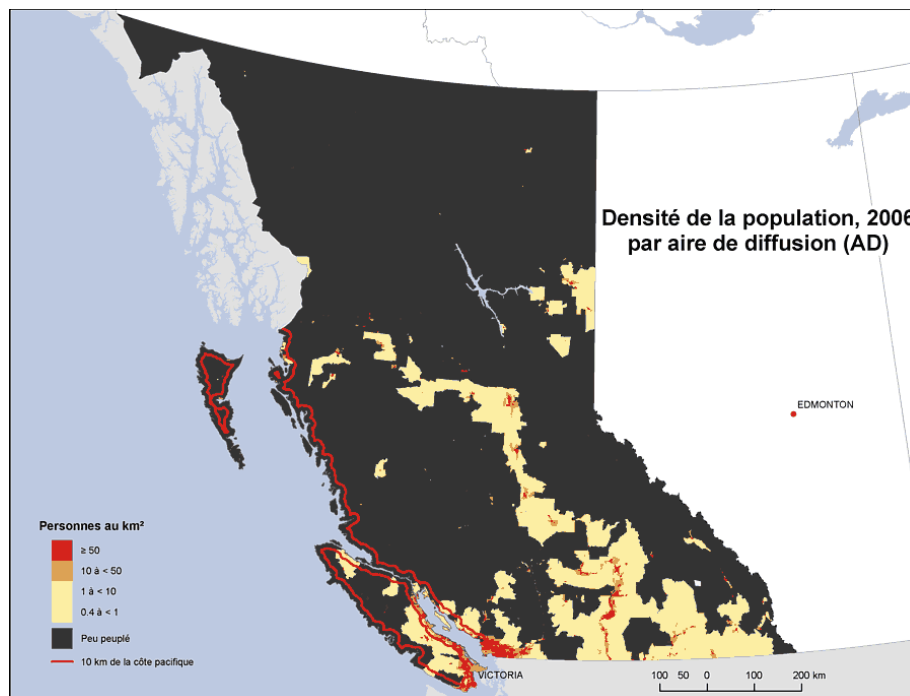 Densité de la population, 2006
par aire de diffusion (AD)
EDMONTON
Personnes au km²
≥ 50
10 à < 50
1 à < 10
0.4 à < 1
Peu peuplé
10 km de la côte pacifique
VICTORIA
100 50 0 100 200 km